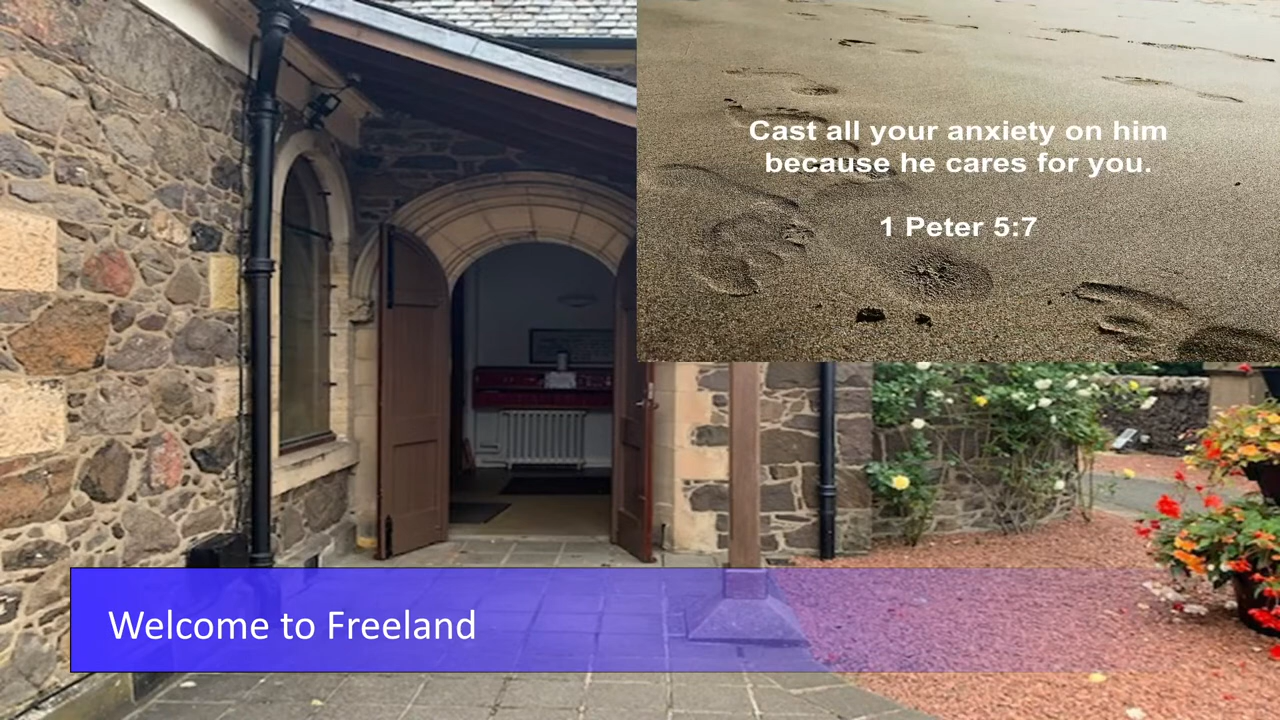 Cast all your anxiety on him
because he cares for you.
1 Peter 5:7
Welcome to Freeland